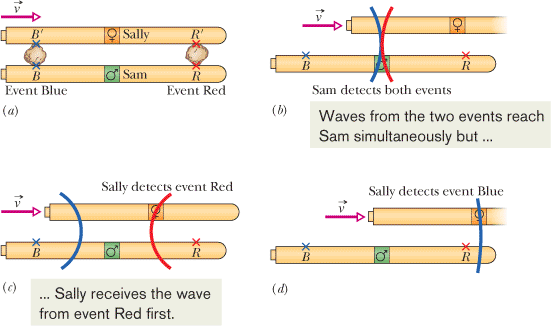 v
B′ ♀ Sally R′
B ♂ Sam R
Event Blue Event Red
(a)
v
♀
B ♂ R
Sam detects both events
(b)
Waves from the two events reach
Sam simultaneously but ...
Sally detects event Red
v
♀
B ♂ R
(c)
... Sally receives the wave
from event Red first.
Sally detects event Blue
v
♀
B ♂ R
(d)